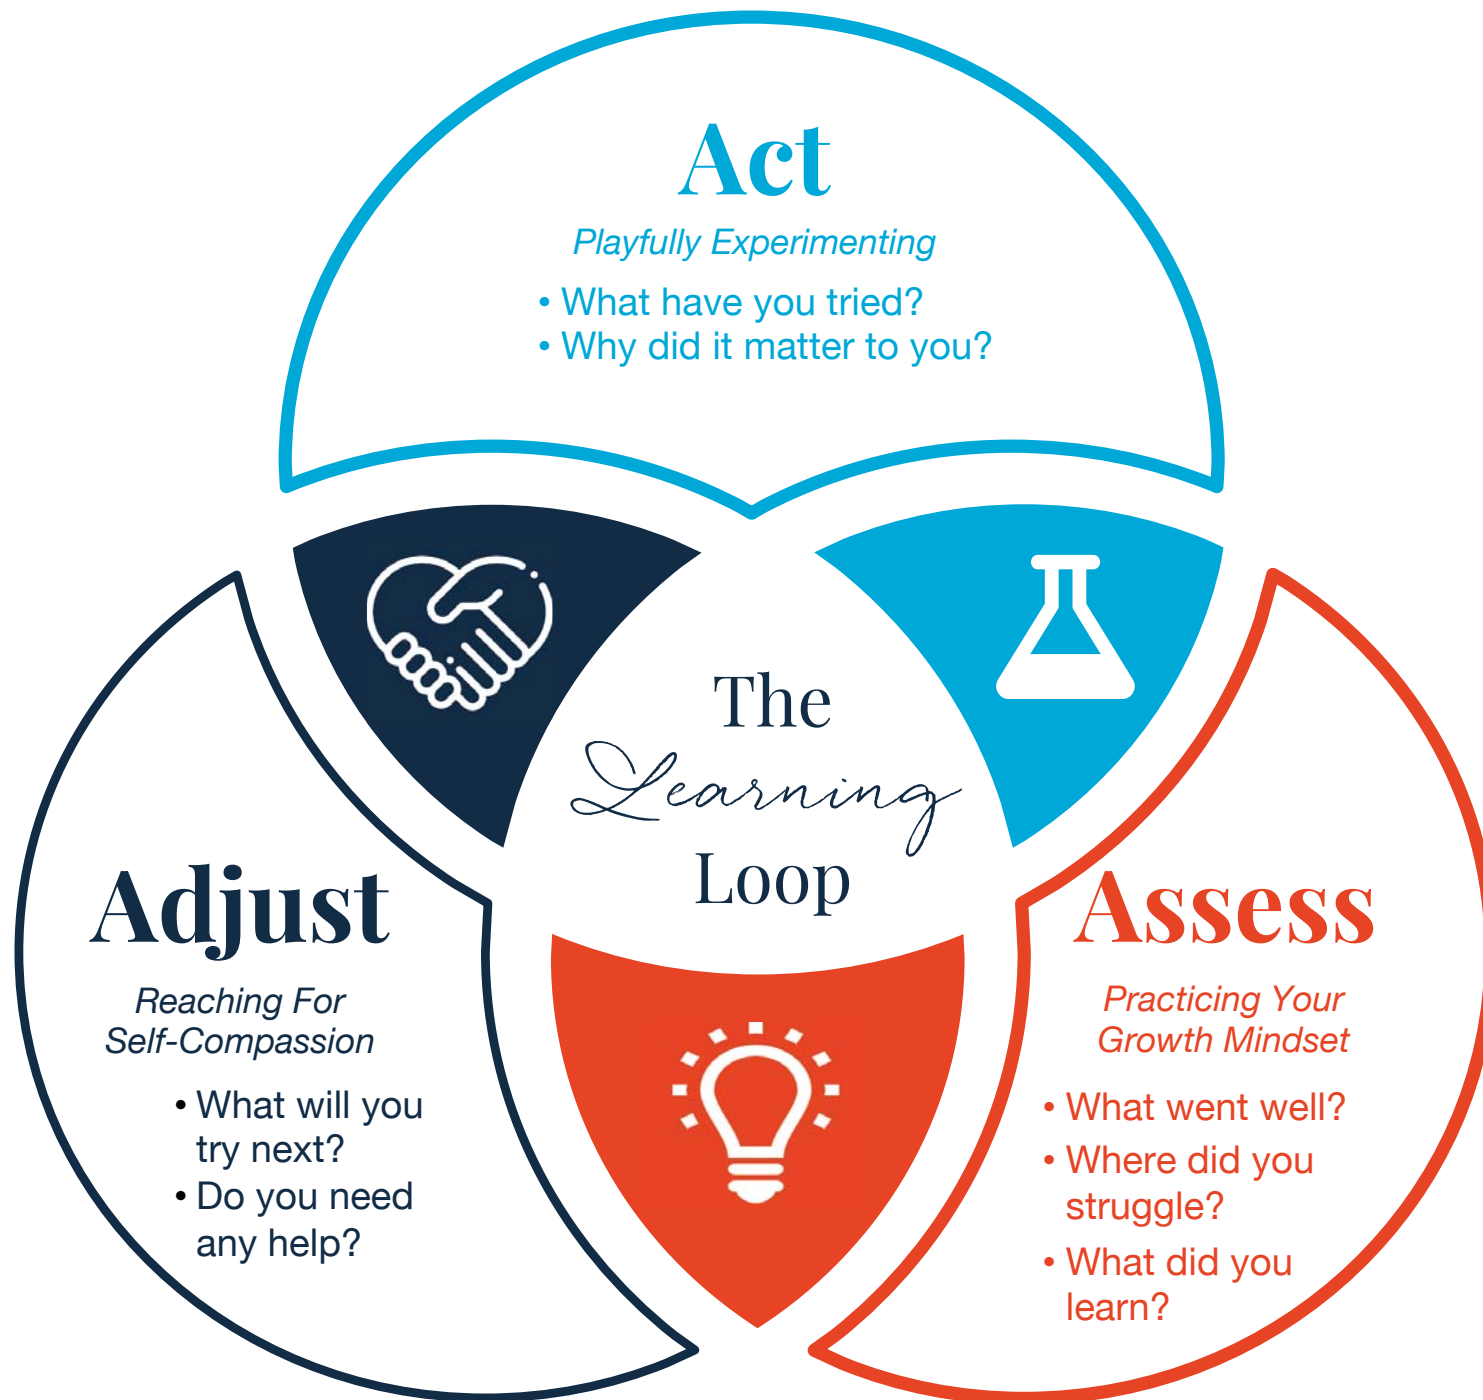 Act
Playfully Experimenting
• What have you tried?
• Why did it matter to you?
The
Learning
Loop
Adjust
Reaching For
Self-Compassion
• What will you
try next?
• Do you need
any help?
Assess
Practicing Your
Growth Mindset
• What went well?
• Where did you
struggle?
• What did you
learn?